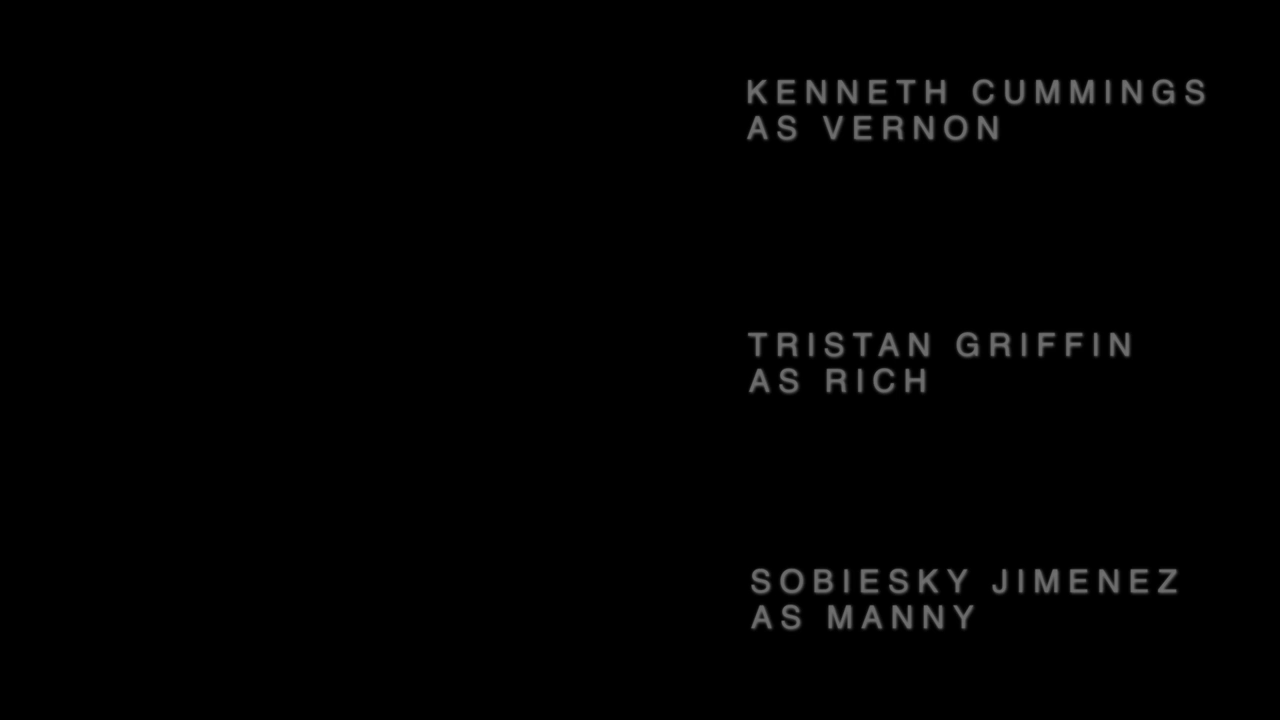 KENNETH CUMMINGS
AS VERNON
TRISTAN GRIFFIN
AS RICH
SOBIESKY JIMENEZ
AS MANNY